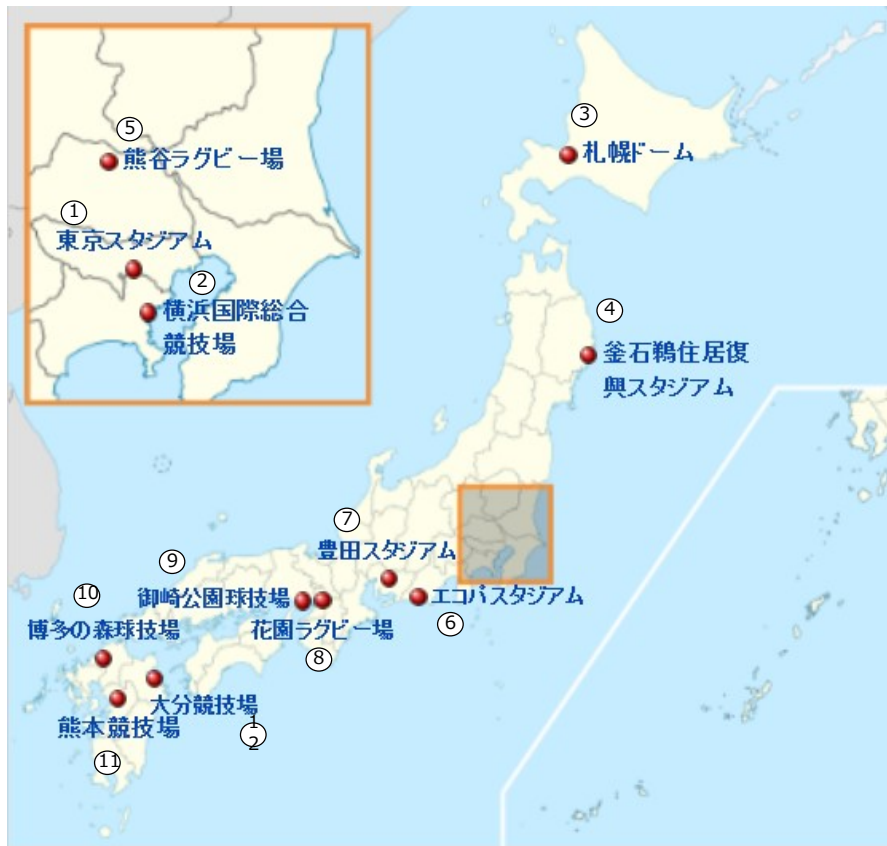 ⑤
熊谷ラグビー場
①
東京スタジアム
②
横浜国際総合
競技場
③
札幌ドーム
④
釜石鵜住居復
興スタジアム
⑦
豊田スタジアム
⑨
御崎公園球技場
エコパスタジアム
⑥
⑩
博多の森球技場
花園ラグビー場
⑧
大分競技場
1
2
熊本競技場
⑪